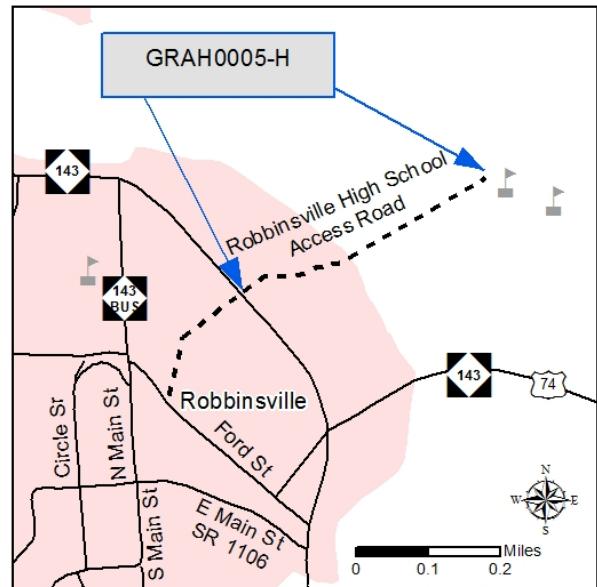 GRAH0005-H
143
Robbinsville High School
Access Road
143
BUS
143
74
Robbinsville
Circle Sr
N Main St
Ford St
S Main St
E Main St
SR 1106
N
W E
S
Miles
0 0.1 0.2